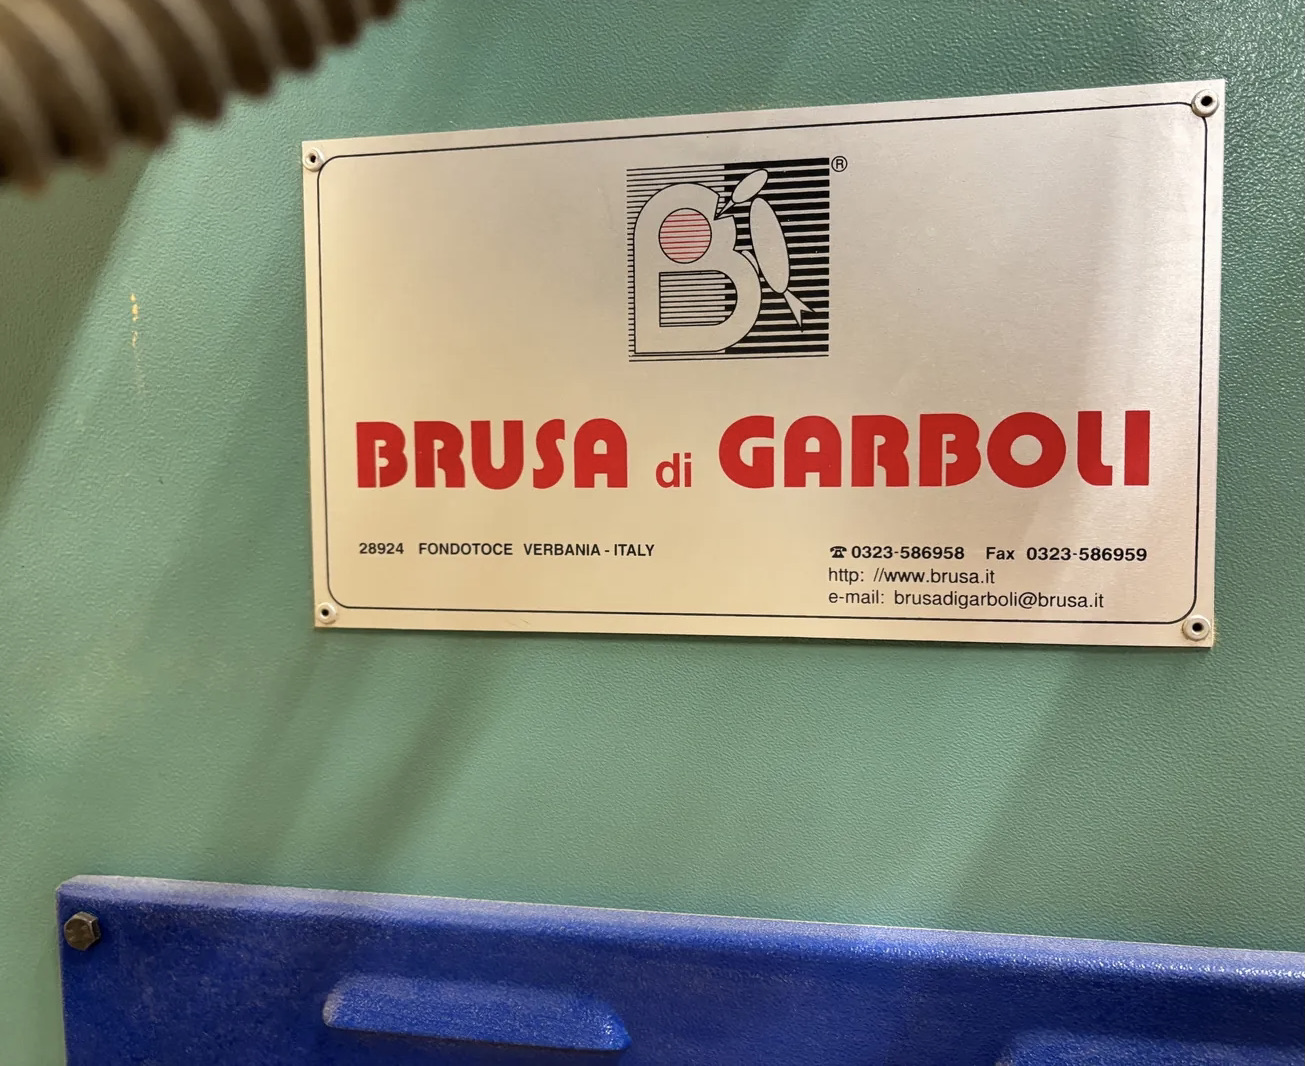 ®
BRUSA di GARBOLI
28924 FONDOTOCE VERBANIA - ITALY
☎ 0323-586958 Fax 0323-586959
http: //www.brusa.it
e-mail: brusadigarboli@brusa.it